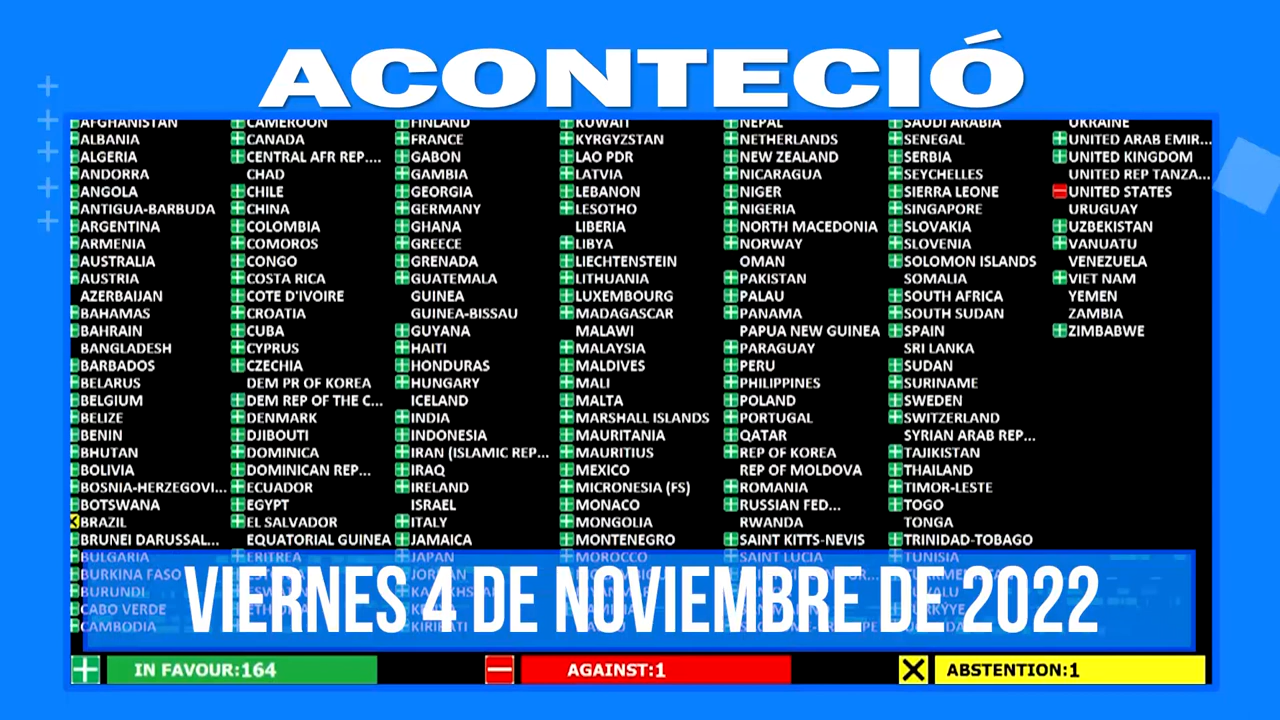 ACONTECIÓ
AFGHANISTAN CAMEROON FINLAND KUWAIT NEPAL SAUDI ARABIA UKRAINE
ALBANIA CANADA FRANCE KYRGYZSTAN NETHERLANDS SENEGAL UNITED ARAB EMIR...
ALGERIA CENTRAL AFR REP.... GABON LAO PDR NEW ZEALAND SERBIA UNITED KINGDOM
ANDORRA CHAD GAMBIA LATVIA NICARAGUA SEYCHELLES UNITED REP TANZA...
ANGOLA CHILE GEORGIA LEBANON NIGER SIERRA LEONE UNITED STATES
ANTIGUA-BARBUDA CHINA GERMANY LESOTHO NIGERIA SINGAPORE URUGUAY
ARGENTINA COLOMBIA GHANA LIBERIA NORTH MACEDONIA SLOVAKIA UZBEKISTAN
ARMENIA COMOROS GREECE LIBYA NORWAY SLOVENIA VANUATU
AUSTRALIA CONGO GRENADA LIECHTENSTEIN OMAN SOLOMON ISLANDS VENEZUELA
AUSTRIA COSTA RICA GUATEMALA LITHUANIA PAKISTAN SOMALIA VIET NAM
AZERBAIJAN COTE D'IVOIRE GUINEA LUXEMBOURG PALAU SOUTH AFRICA YEMEN
BAHAMAS CROATIA GUINEA-BISSAU MADAGASCAR PANAMA SOUTH SUDAN ZAMBIA
BAHRAIN CUBA GUYANA MALAWI PAPUA NEW GUINEA SPAIN ZIMBABWE
BANGLADESH CYPRUS HAITI MALAYSIA PARAGUAY SRI LANKA
BARBADOS CZECHIA HONDURAS MALDIVES PERU SUDAN
BELARUS DEM PR OF KOREA HUNGARY MALI PHILIPPINES SURINAME
BELGIUM DEM REP OF THE C... ICELAND MALTA POLAND SWEDEN
BELIZE DENMARK INDIA MARSHALL ISLANDS PORTUGAL SWITZERLAND
BENIN DJIBOUTI INDONESIA MAURITANIA QATAR SYRIAN ARAB REP...
BHUTAN DOMINICA IRAN (ISLAMIC REP... MAURITIUS REP OF KOREA TAJIKISTAN
BOLIVIA DOMINICAN REP... IRAQ MEXICO REP OF MOLDOVA THAILAND
BOSNIA-HERZEGOVI... ECUADOR IRELAND MICRONESIA (FS) ROMANIA TIMOR-LESTE
BOTSWANA EGYPT ISRAEL MONACO RUSSIAN FED... TOGO
BRAZIL EL SALVADOR ITALY MONGOLIA RWANDA TONGA
BRUNEI DARUSSAL... EQUATORIAL GUINEA JAMAICA MONTENEGRO SAINT KITTS-NEVIS TRINIDAD-TOBAGO
BULGARIA ERITREA JAPAN MOROCCO SAINT LUCIA TUNISIA
BURKINA FASO
BURUNDI
CABO VERDE
CAMBODIA KIRIBATI
VIERNES 4 DE NOVIEMBRE DE 2022
IN FAVOUR:164 AGAINST:1 ABSTENTION:1